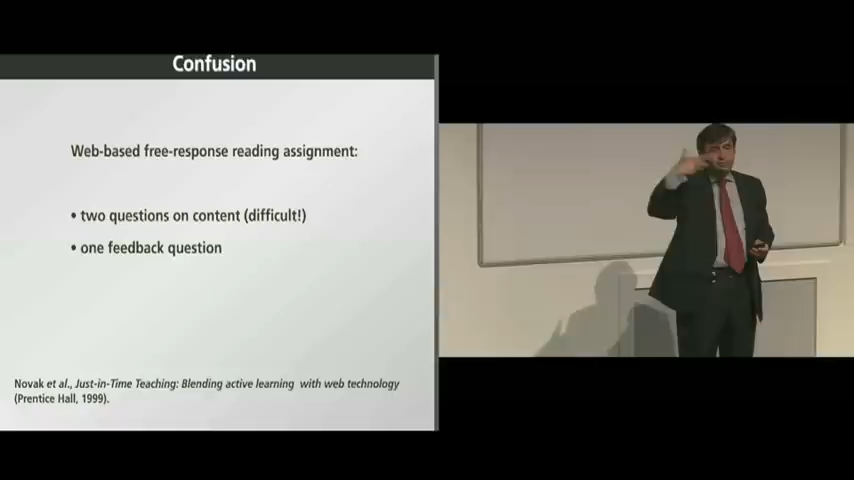 Confusion
Web-based free-response reading assignment:
• two questions on content (difficult!)
• one feedback question
Novak et al., Just-in-Time Teaching: Blending active learning with web technology
(Prentice Hall, 1999).